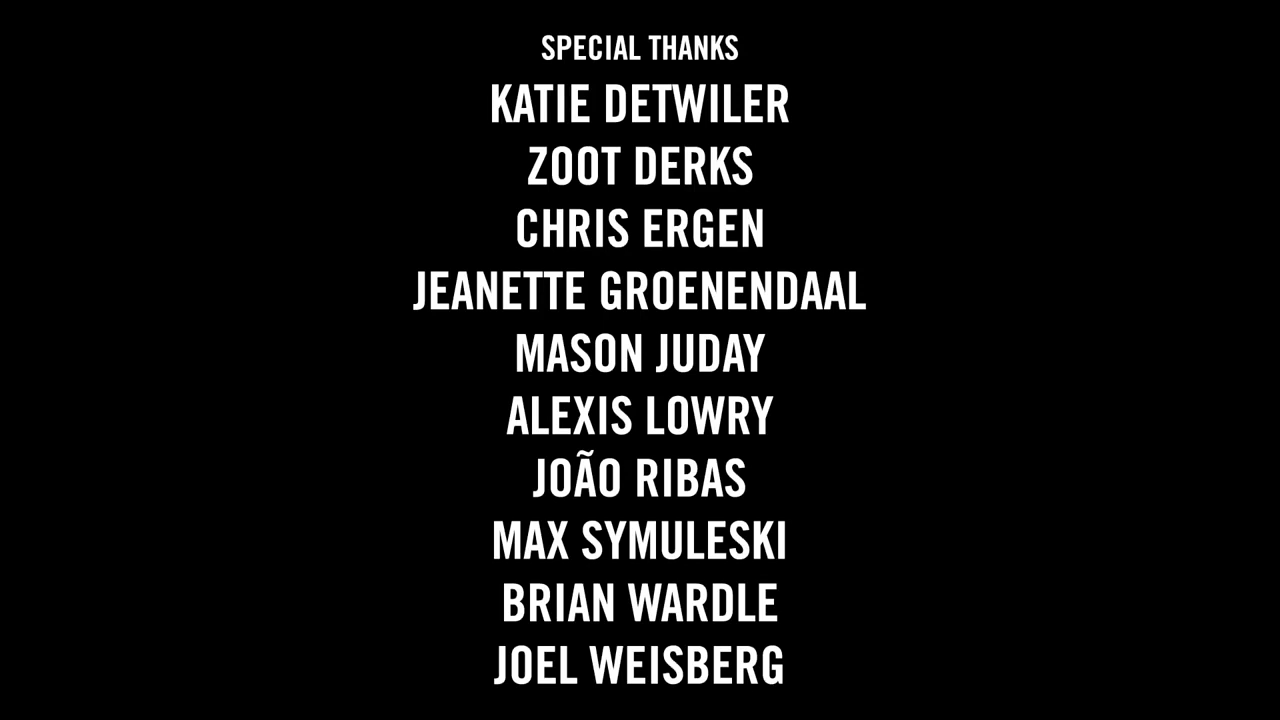 SPECIAL THANKS
KATIE DETWILER
ZOOT DERKS
CHRIS ERGEN
JEANETTE GROENENDAAL
MASON JUDAY
ALEXIS LOWRY
JOÃO RIBAS
MAX SYMULESKI
BRIAN WARDLE
JOEL WEISBERG